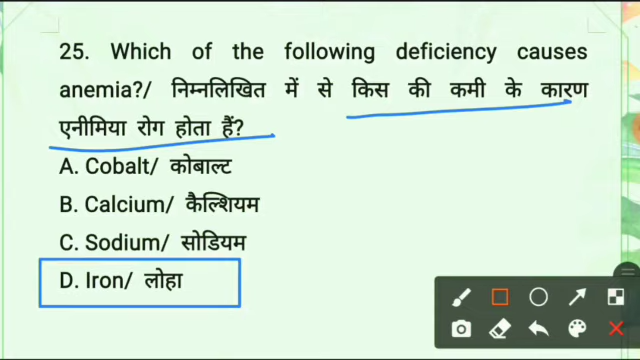 25. Which of the following deficiency causes
anemia?/ निम्नलिखित में से किस की कमी के कारण
एनीमिया रोग होता हैं?
A. Cobalt/ कोबाल्ट
B. Calcium/ कैल्शियम
C. Sodium/ सोडियम
D. Iron/ लोहा